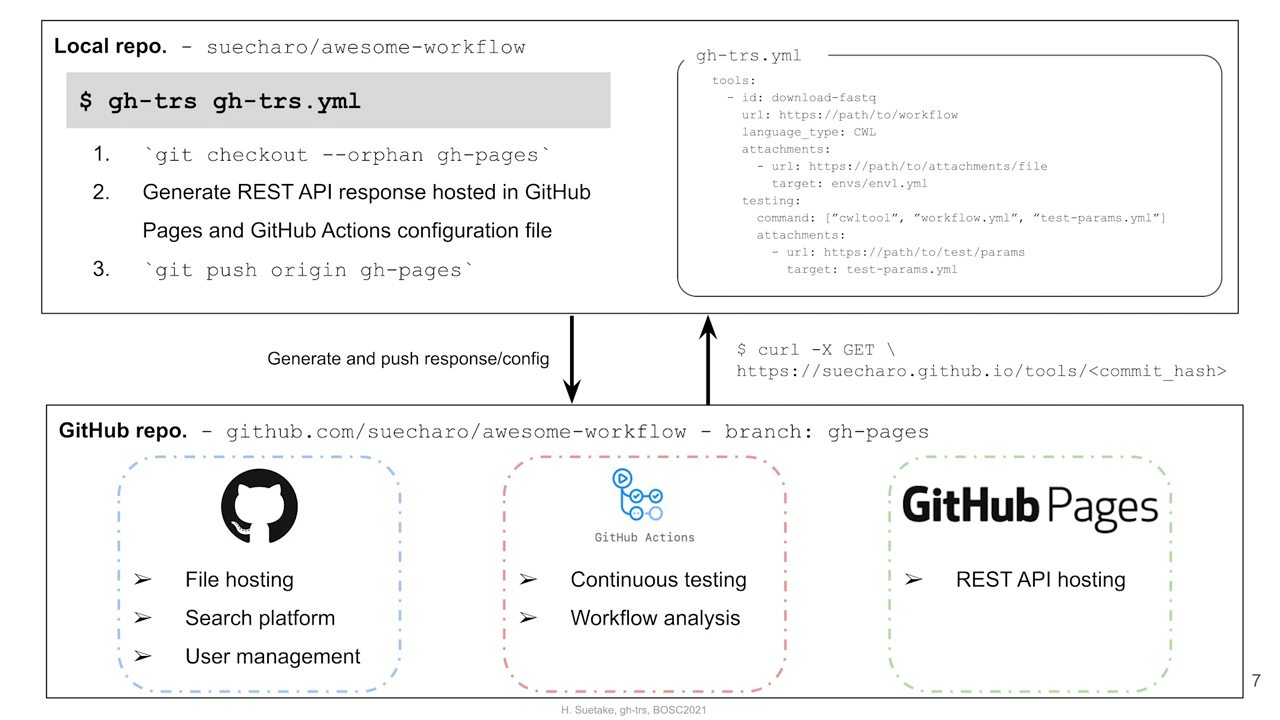 Local repo. - suecharo/awesome-workflow
$ gh-trs gh-trs.yml
1. `git checkout --orphan gh-pages`
2. Generate REST API response hosted in GitHub
Pages and GitHub Actions configuration file
3. `git push origin gh-pages`
gh-trs.yml
tools:
- id: download-fastq
url: https://path/to/workflow
language_type: CWL
attachments:
- url: https://path/to/attachments/file
target: envs/env1.yml
testing:
command: [”cwltool”, ”workflow.yml”, ”test-params.yml”]
attachments:
- url: https://path/to/test/params
target: test-params.yml
Generate and push response/config
$ curl -X GET \
https://suecharo.github.io/tools/<commit_hash>
GitHub repo. - github.com/suecharo/awesome-workflow - branch: gh-pages
➢ File hosting
➢ Search platform
➢ User management
GitHub Actions
➢ Continuous testing
➢ Workflow analysis
GitHub Pages
➢ REST API hosting
7
H. Suetake, gh-trs, BOSC2021